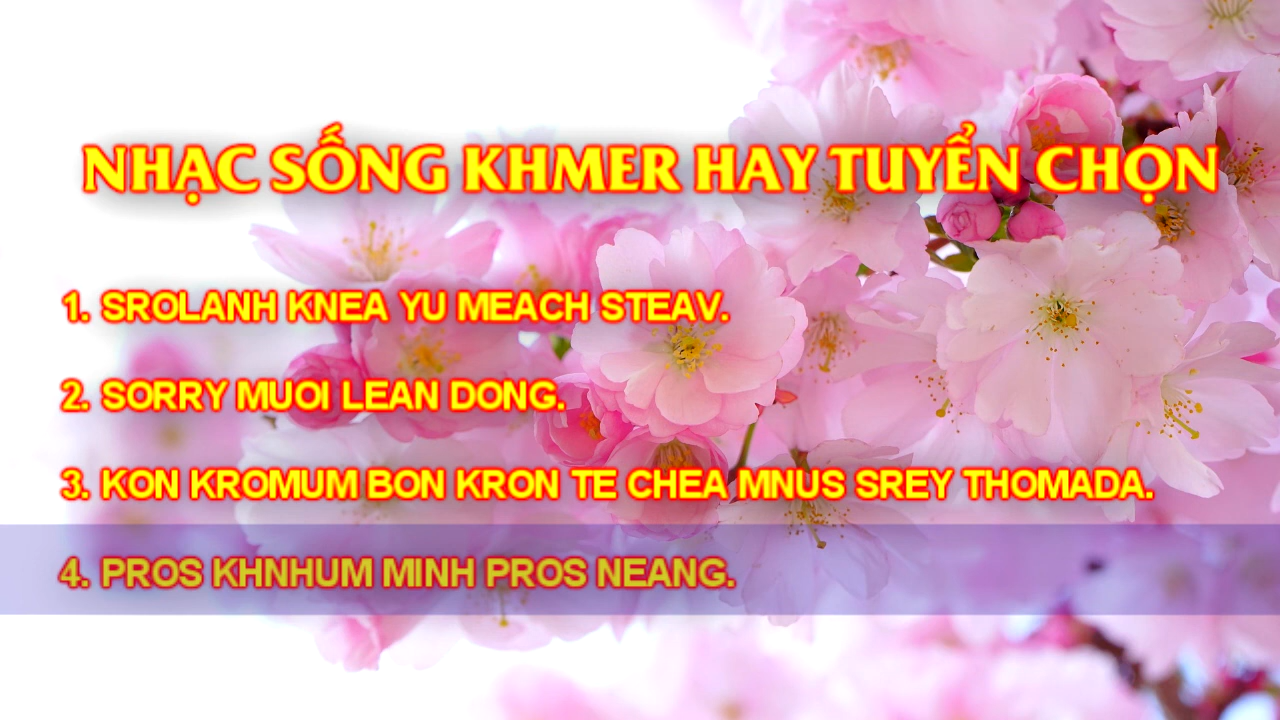 NHẠC SỐNG KHMER HAY TUYỂN CHỌN
1. SROLANH KNEA YU MEACH STEAV.
2. SORRY MUOI LEAN DONG.
3. KON KROMUM BON KRON TE CHEA MNUS SREY THOMADA.
4. PROS KHNHUM MINH PROS NEANG.